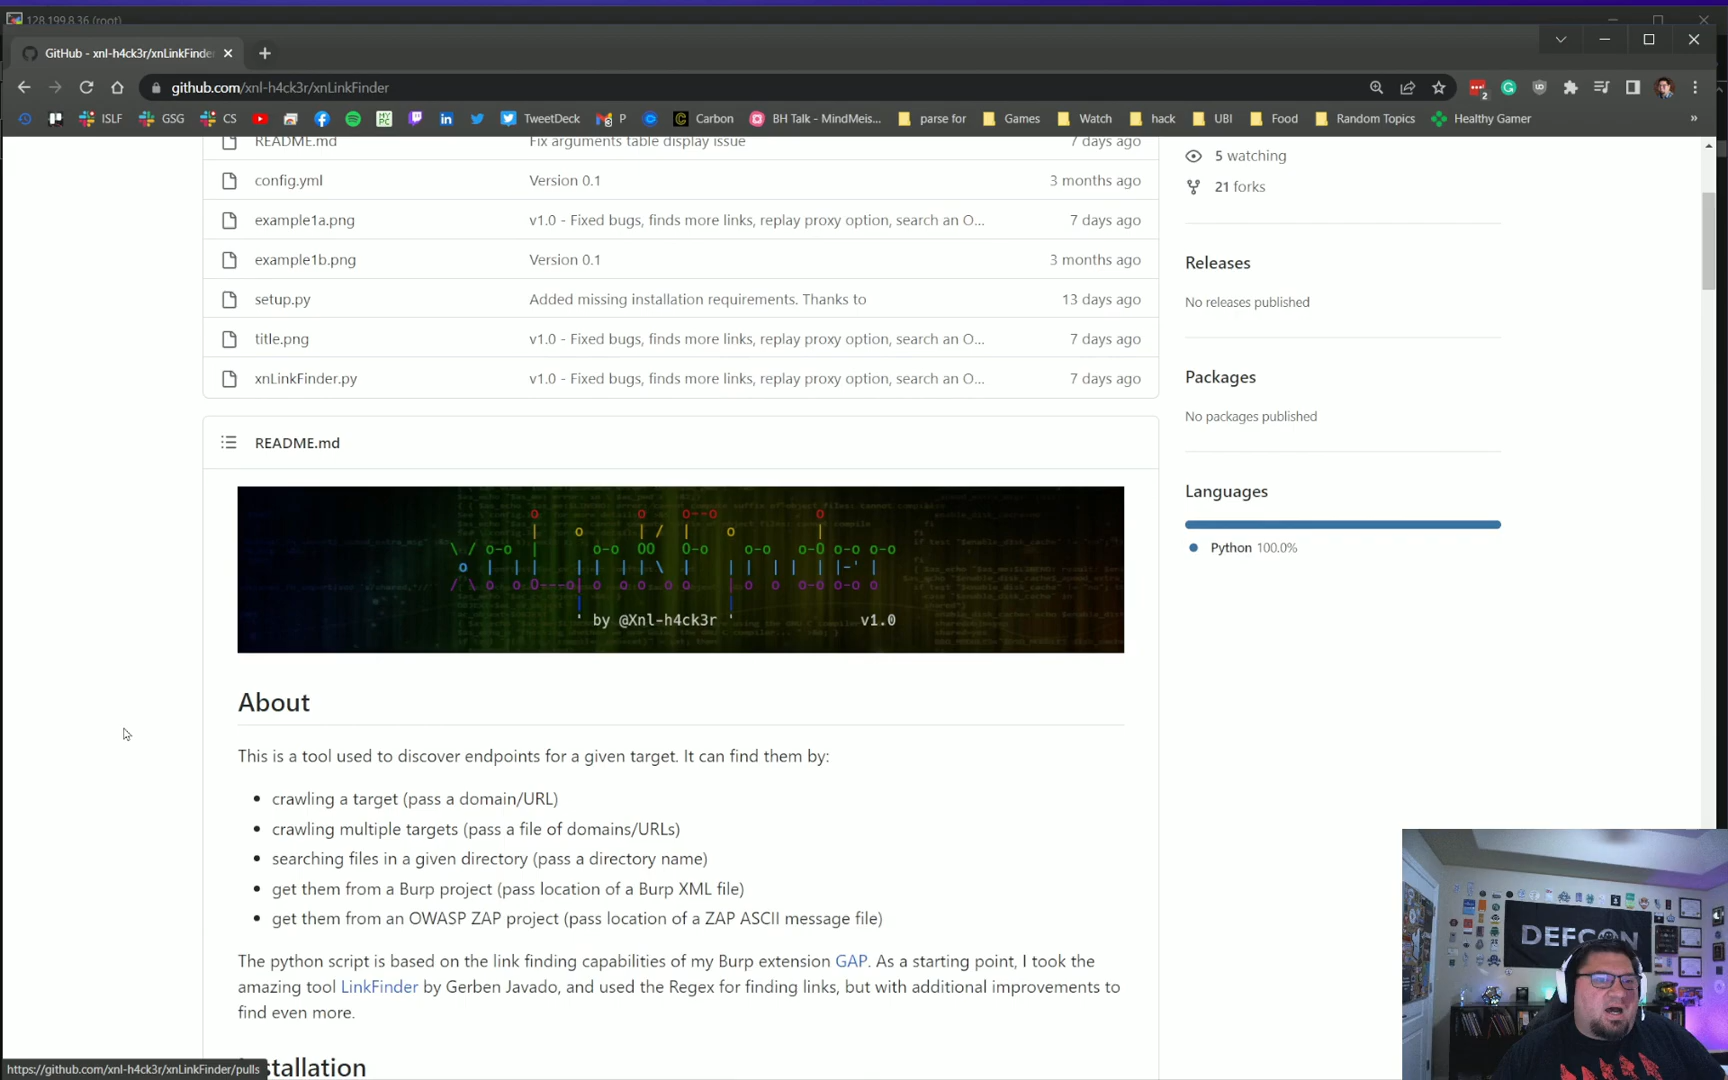 128.199.8.36 (root)
GitHub - xnl-h4ck3r/xnLinkFinde
github.com/xnl-h4ck3r/xnLinkFinder
2
ISLF GSG CS TweetDeck 3 P Carbon BH Talk - MindMeis... parse for Games Watch hack UBI Food Random Topics Healthy Gamer »
README.md Fix arguments table display issue 7 days ago
config.yml Version 0.1 3 months ago
example1a.png v1.0 - Fixed bugs, finds more links, replay proxy option, search an O... 7 days ago
example1b.png Version 0.1 3 months ago
setup.py Added missing installation requirements. Thanks to 13 days ago
title.png v1.0 - Fixed bugs, finds more links, replay proxy option, search an O... 7 days ago
xnLinkFinder.py v1.0 - Fixed bugs, finds more links, replay proxy option, search an O... 7 days ago
5 watching
21 forks
Releases
No releases published
Packages
No packages published
Languages
Python 100.0%
README.md
' by @Xnl-h4ck3r ' v1.0
About
This is a tool used to discover endpoints for a given target. It can find them by:
• crawling a target (pass a domain/URL)
• crawling multiple targets (pass a file of domains/URLs)
• searching files in a given directory (pass a directory name)
• get them from a Burp project (pass location of a Burp XML file)
• get them from an OWASP ZAP project (pass location of a ZAP ASCII message file)
The python script is based on the link finding capabilities of my Burp extension GAP. As a starting point, I took the
amazing tool LinkFinder by Gerben Javado, and used the Regex for finding links, but with additional improvements to
find even more.
stallation
https://github.com/xnl-h4ck3r/xnLinkFinder/pulls
DEFCON